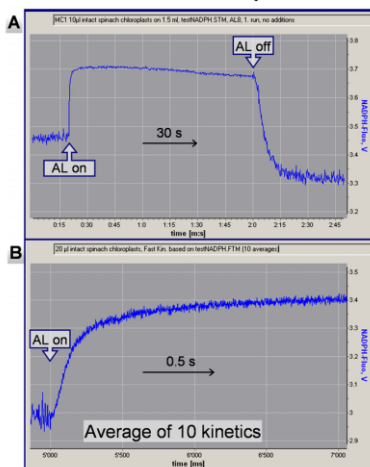 A
MC1 10µl intact spinach chloroplasts on 1.5 ml, testNADPH.STM, AL8, 1. run, no additions
AL off
3.7
3.6
3.5
3.4
3.3
3.2
NADPH.Fluo, V
30 s
AL on
0:15 0:30 0:45 1:0 1:15 1:30 1:45 2:0 2:15 2:30 2:45
time [m:s]
B
20 µl intact spinach chloroplasts, Fast Kin. based on testNADPH.FTM (10 averages)
3.5
3.4
3.3
3.2
3.1
3.0
2.9
NADPH.Fluo, V
AL on
0.5 s
Average of 10 kinetics
5'000 5'500 6'000 6'500 7'000
time [ms]